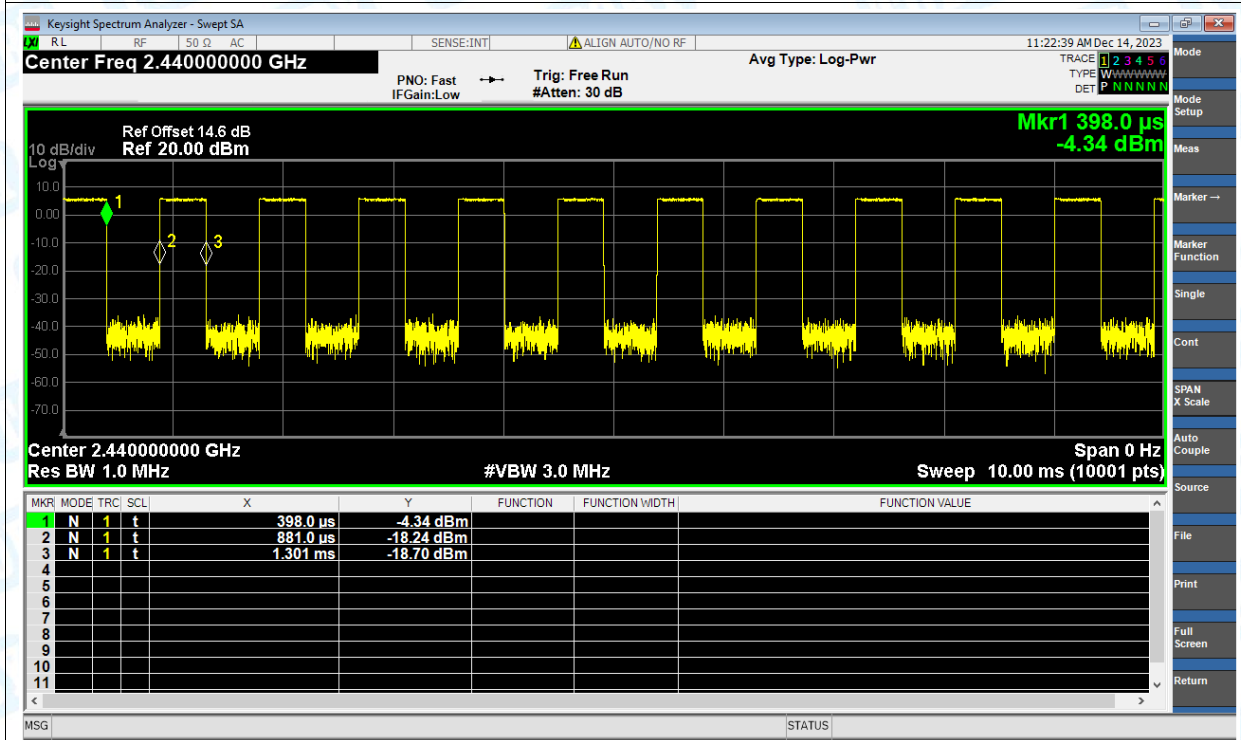 Keysight Spectrum Analyzer - Swept SA
LXI RL RF 50 Ω AC SENSE:INT ALIGN AUTO/NO RF 11:22:39 AM Dec 14, 2023
Center Freq 2.440000000 GHz
PNO: Fast
IFGain:Low
Trig: Free Run
#Atten: 30 dB
Avg Type: Log-Pwr
TRACE 1 2 3 4 5 6
TYPE WWWWWW
DET P N N N N N
Ref Offset 14.6 dB
10 dB/div Ref 20.00 dBm
Log
Mkr1 398.0 µs
-4.34 dBm
10.0
0.00
-10.0
-20.0
-30.0
-40.0
-50.0
-60.0
-70.0
1
2
3
Center 2.440000000 GHz Span 0 Hz
Res BW 1.0 MHz #VBW 3.0 MHz Sweep 10.00 ms (10001 pts)
MKR MODE TRC SCL X Y FUNCTION FUNCTION WIDTH FUNCTION VALUE
1 N 1 t 398.0 µs -4.34 dBm
2 N 1 t 881.0 µs -18.24 dBm
3 N 1 t 1.301 ms -18.70 dBm
4
5
6
7
8
9
10
11
MSG STATUS
Mode
Mode
Setup
Meas
Marker →
Marker
Function
Single
Cont
SPAN
X Scale
Auto
Couple
Source
File
Print
Full
Screen
Return